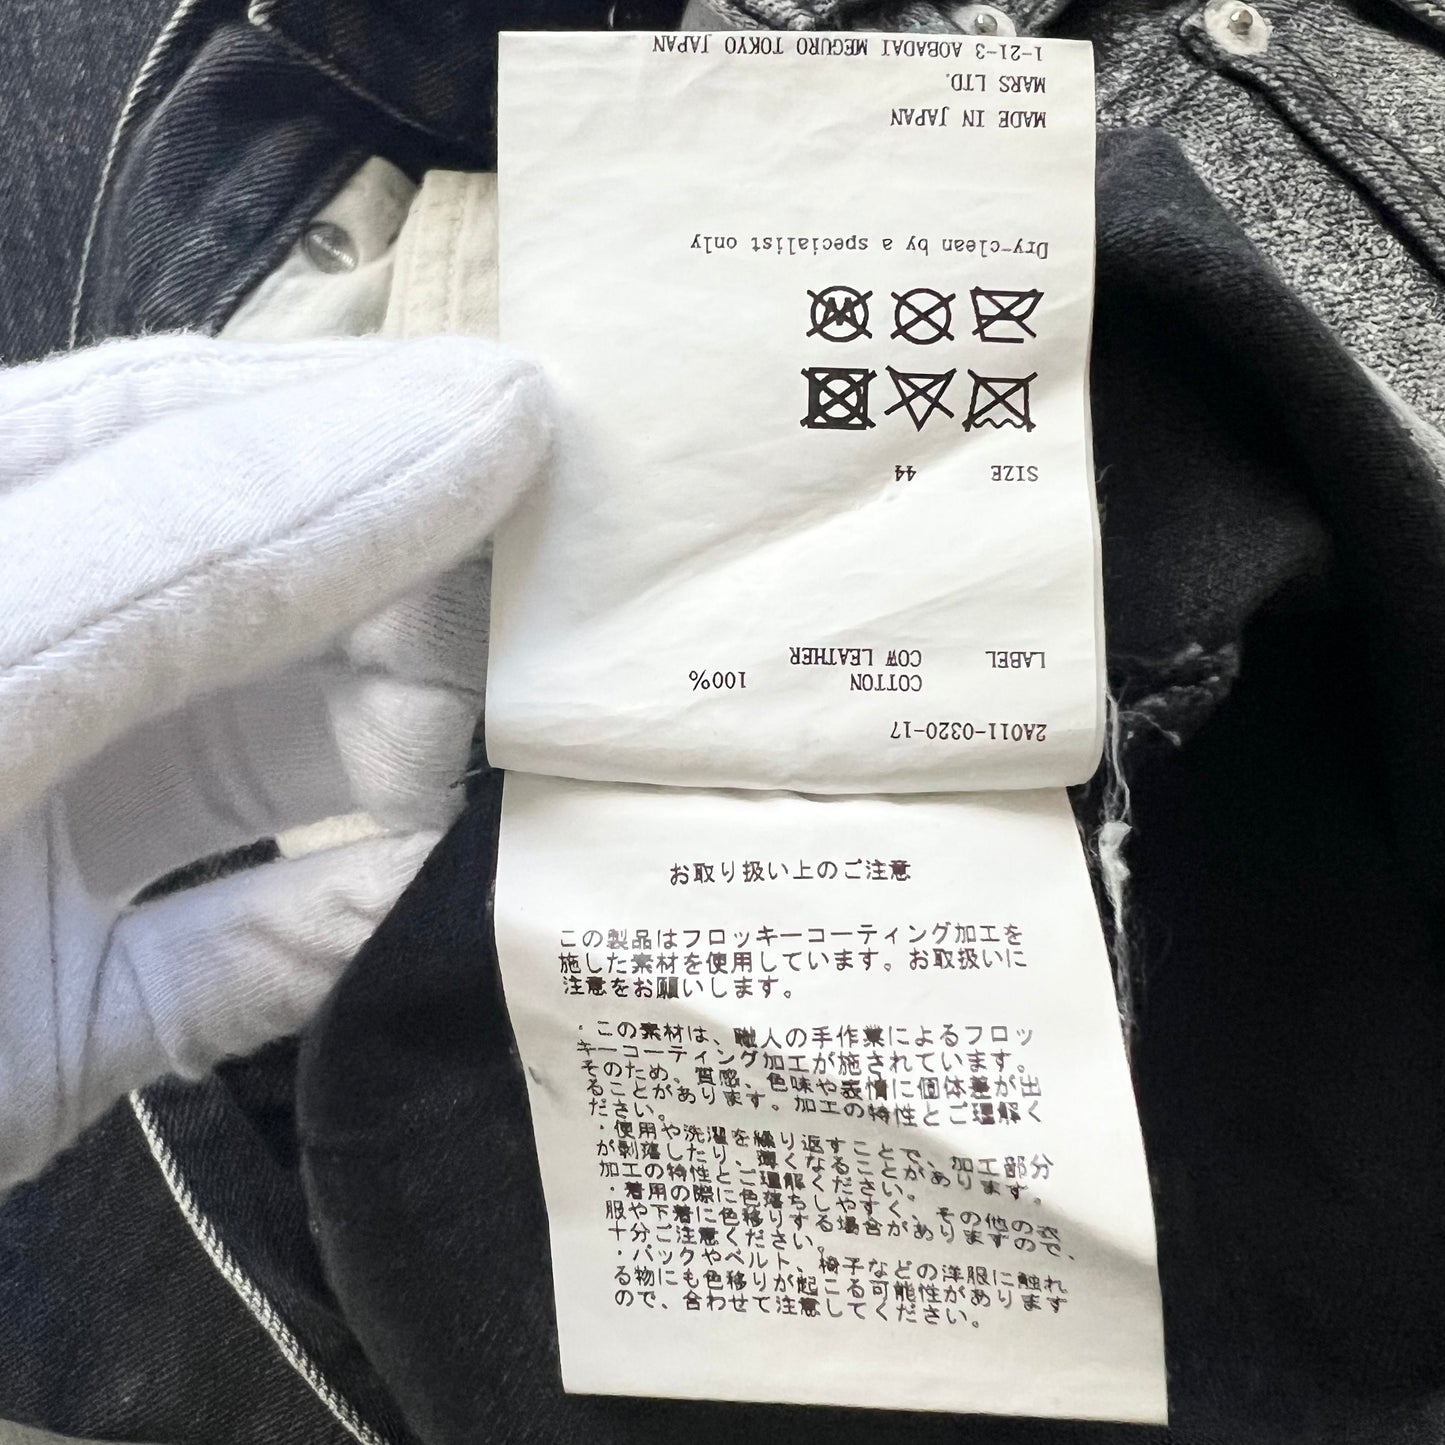 2A011-0320-17
COTTON 100%
LABEL COW LEATHER
SIZE 44
Dry-clean by a specialist only
MADE IN JAPAN
MARS LTD.
1-21-3 AOBADAI MEGURO TOKYO JAPAN
お取り扱い上のご注意
この製品はフロッキーコーティング加工を
施した素材を使用しています。お取扱いに
注意をお願いします。
・この素材は、職人の手作業によるフロッ
キーコーティング加工が施されています。
そのため、質感、色味や表情に個体差が出
ることがあります。加工の特性とご理解く
ださい。
・使用や洗濯を繰り返すことで、加工部分
が剥落したり、薄くなることがあります。
加工の特性とご理解ください。
・着用の際に色落ちしやすく、その他の衣
服や下着に色移りする場合がありますので、
十分ご注意ください。
・バックやベルト、椅子などの洋服に触れ
る物にも色移りが起こる可能性があります
ので、合わせて注意してください。